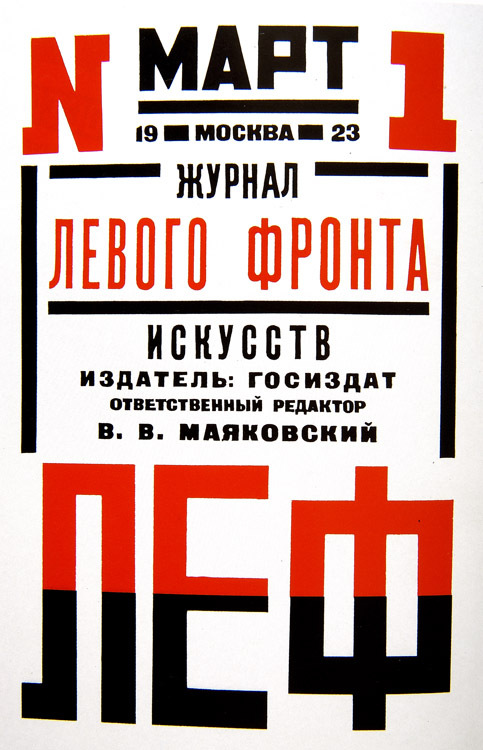 N МАРТ 1
19 МОСКВА 23
ЖУРНАЛ
ЛЕВОГО ФРОНТА
ИСКУССТВ
ИЗДАТЕЛЬ: ГОСИЗДАТ
ОТВЕТСТВЕННЫЙ РЕДАКТОР
В. В. МАЯКОВСКИЙ
ЛЕФ